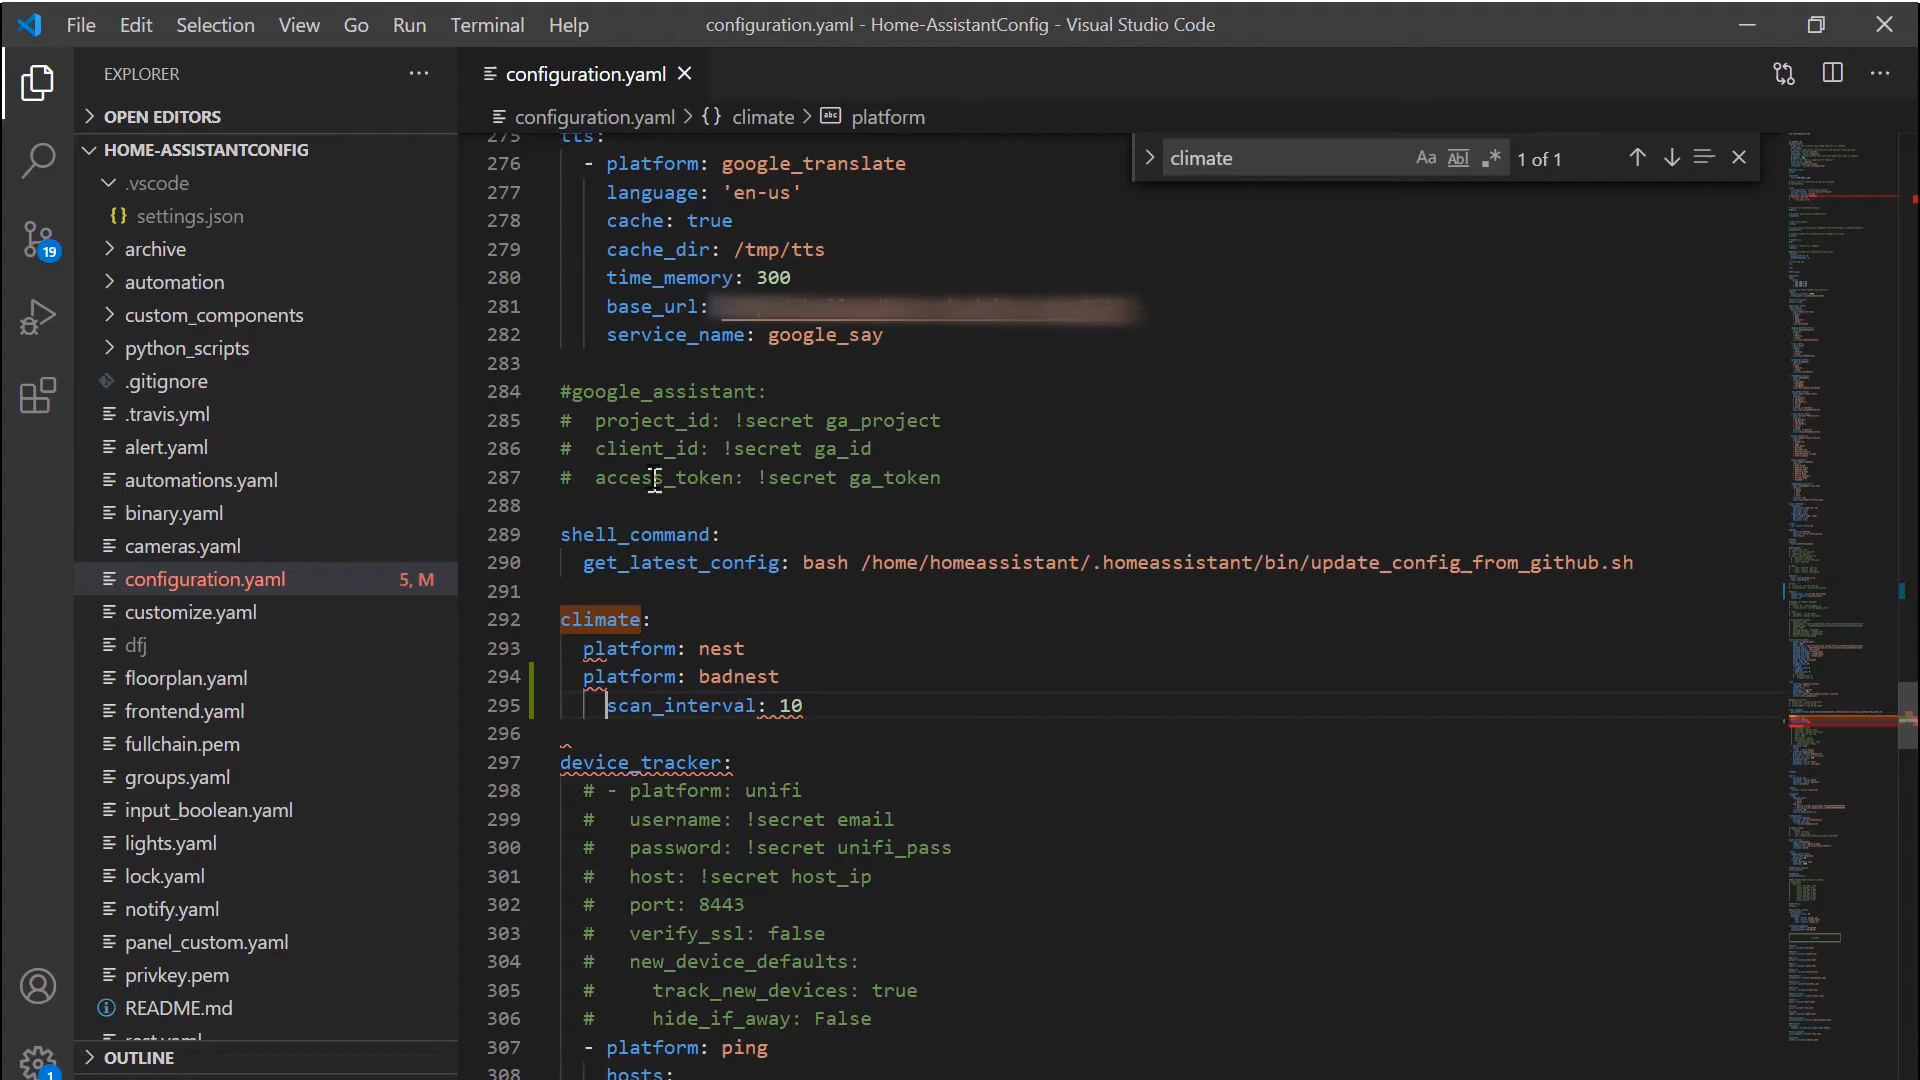 File Edit Selection View Go Run Terminal Help
configuration.yaml - Home-AssistantConfig - Visual Studio Code
EXPLORER
OPEN EDITORS
HOME-ASSISTANTCONFIG
.vscode
{} settings.json
archive
automation
custom_components
python_scripts
.gitignore
.travis.yml
alert.yaml
automations.yaml
binary.yaml
cameras.yaml
configuration.yaml 5, M
customize.yaml
dfj
floorplan.yaml
frontend.yaml
fullchain.pem
groups.yaml
input_boolean.yaml
lights.yaml
lock.yaml
notify.yaml
panel_custom.yaml
privkey.pem
README.md
rest.yaml
OUTLINE
19
1
configuration.yaml
configuration.yaml > {} climate > abc platform
climate Aa Abl .* 1 of 1
275 tts:
276 - platform: google_translate
277 language: 'en-us'
278 cache: true
279 cache_dir: /tmp/tts
280 time_memory: 300
281 base_url:
282 service_name: google_say
283
284 #google_assistant:
285 # project_id: !secret ga_project
286 # client_id: !secret ga_id
287 # access_token: !secret ga_token
288
289 shell_command:
290 get_latest_config: bash /home/homeassistant/.homeassistant/bin/update_config_from_github.sh
291
292 climate:
293 platform: nest
294 platform: badnest
295 scan_interval: 10
296
297 device_tracker:
298 # - platform: unifi
299 # username: !secret email
300 # password: !secret unifi_pass
301 # host: !secret host_ip
302 # port: 8443
303 # verify_ssl: false
304 # new_device_defaults:
305 # track_new_devices: true
306 # hide_if_away: False
307 - platform: ping
308 hosts: